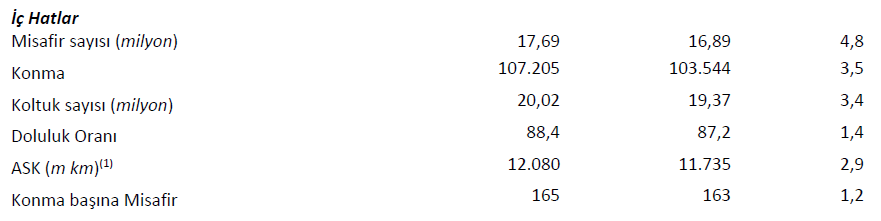 İç Hatlar
Misafir sayısı (milyon) 17,69 16,89 4,8
Konma 107.205 103.544 3,5
Koltuk sayısı (milyon) 20,02 19,37 3,4
Doluluk Oranı 88,4 87,2 1,4
ASK (m km)(1) 12.080 11.735 2,9
Konma başına Misafir 165 163 1,2